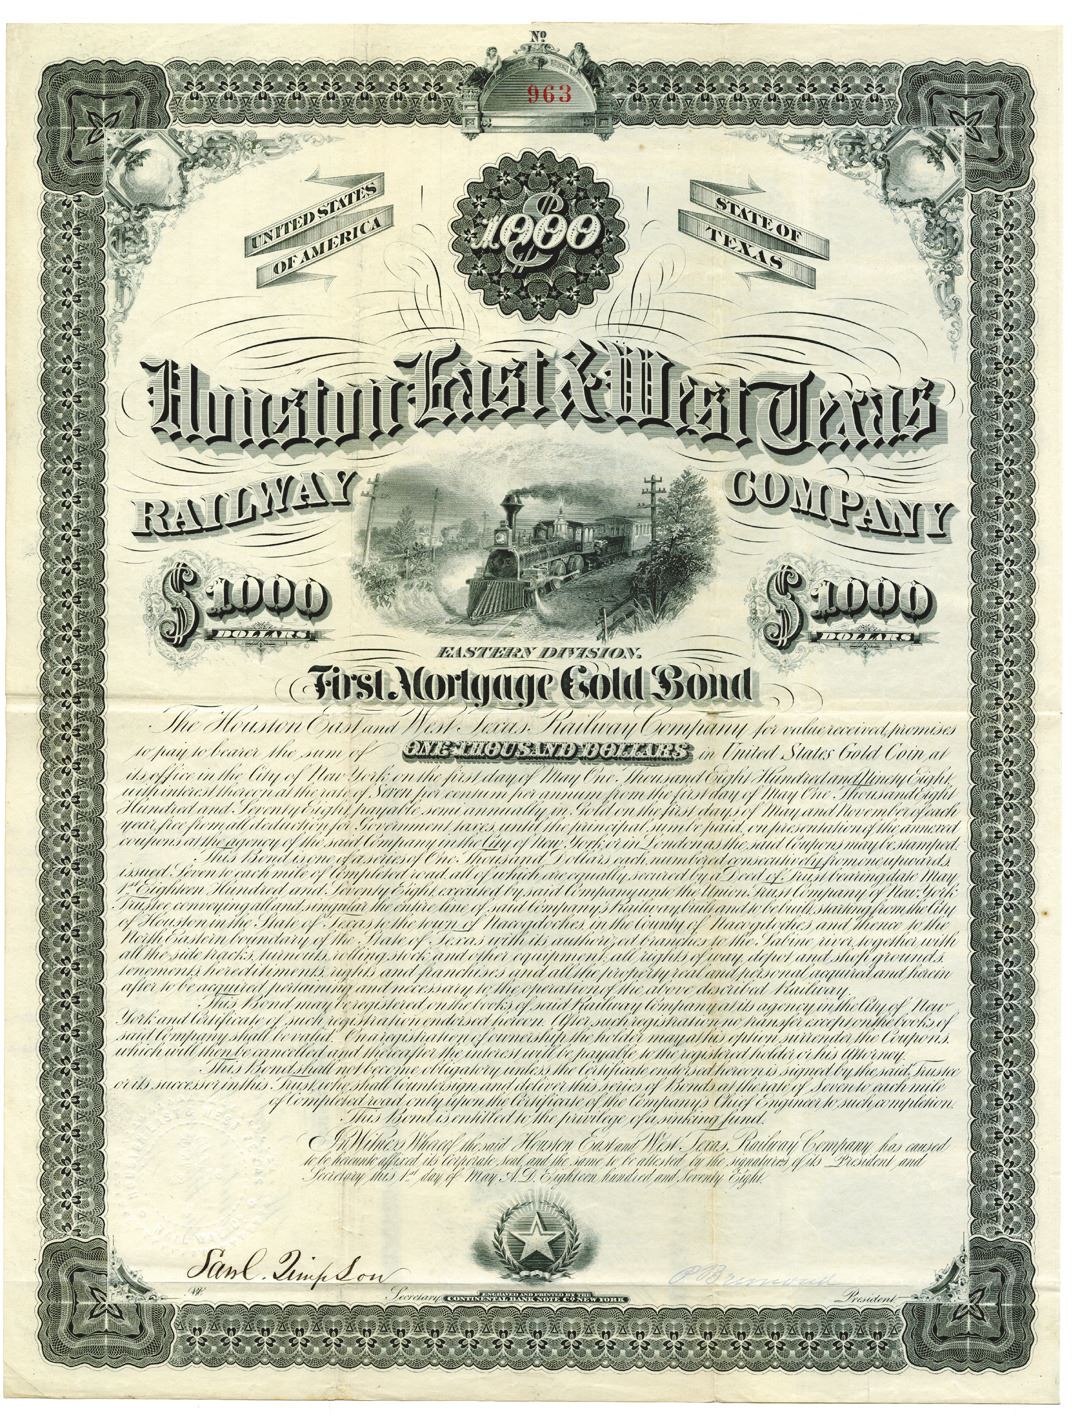 No
963
UNITED STATES
OF AMERICA
$1000
STATE OF
TEXAS
Houston East & West Texas
RAILWAY
COMPANY
$1000
DOLLARS
$1000
DOLLARS
EASTERN DIVISION.
First Mortgage Gold Bond
The Houston East and West Texas Railway Company for value received promises
to pay to bearer the sum of ONE THOUSAND DOLLARS in United States Gold Coin at
its office in the City of New York on the first day of May One Thousand Eight Hundred and Ninety Eight,
with interest thereon at the rate of Seven per centum per annum from the first day of May One Thousand Eight
Hundred and Seventy Eight, payable semi annually in Gold on the first days of May and November of each
year, free from all deduction for Government taxes until the principal sum be paid, on presentation of the annexed
coupons at the agency of the said Company in the City of New York or in London as the said Coupons may be stamped.
This Bond is one of a series of One Thousand Dollars each, numbered consecutively from one upwards,
issued Seven to each mile of completed road, all of which are equally secured by a Deed of Trust bearing date May
1st Eighteen Hundred and Seventy Eight, executed by said Company unto the Union Trust Company of New York
Trustee conveying all and singular the entire line of said Company's Railway built and to be built, starting from the City
of Houston in the State of Texas to the town of Nacogdoches, in the County of Nacogdoches and thence to the
North Eastern boundary of the State of Texas with its authorized branches to the Sabine river, together with
all the side tracks, turnouts, rolling stock and other equipment, all rights of way, depot and shop grounds,
tenements, hereditiments, rights and franchises and all the property real and personal acquired and herein
after to be acquired pertaining and necessary to the operation of the above described Railway.
This Bond may be registered on the books of said Railway Company at its agency, in the City of New
York and Certificate of such registration endorsed hereon. After such registration no transfer except on the books of
said Company shall be valid. On a registration of ownership the holder may at his option surrender the Coupons,
which will then be cancelled and thereafter the interest will be payable to the registered holder or his Attorney.
This Bond shall not become obligatory unless the Certificate endorsed hereon is signed by the said Trustee
or its successor in this Trust, who shall countersign and deliver this series of Bonds at the rate of Seven to each mile
of Completed road, only upon the Certificate of the Company's Chief Engineer to such completion.
This Bond is entitled to the privilege of a sinking fund.
In Witness Whereof the said Houston East and West Texas Railway Company has caused
to be hereunto affixed its Corporate Seal and the same to be attested by the signatures of its President and
Secretary this 1st day of May A.D. Eighteen hundred and Seventy Eight.
Saml. Timpson
Secretary
P Bremond
President
ENGRAVED AND PRINTED BY THE
CONTINENTAL BANK NOTE Co NEW YORK